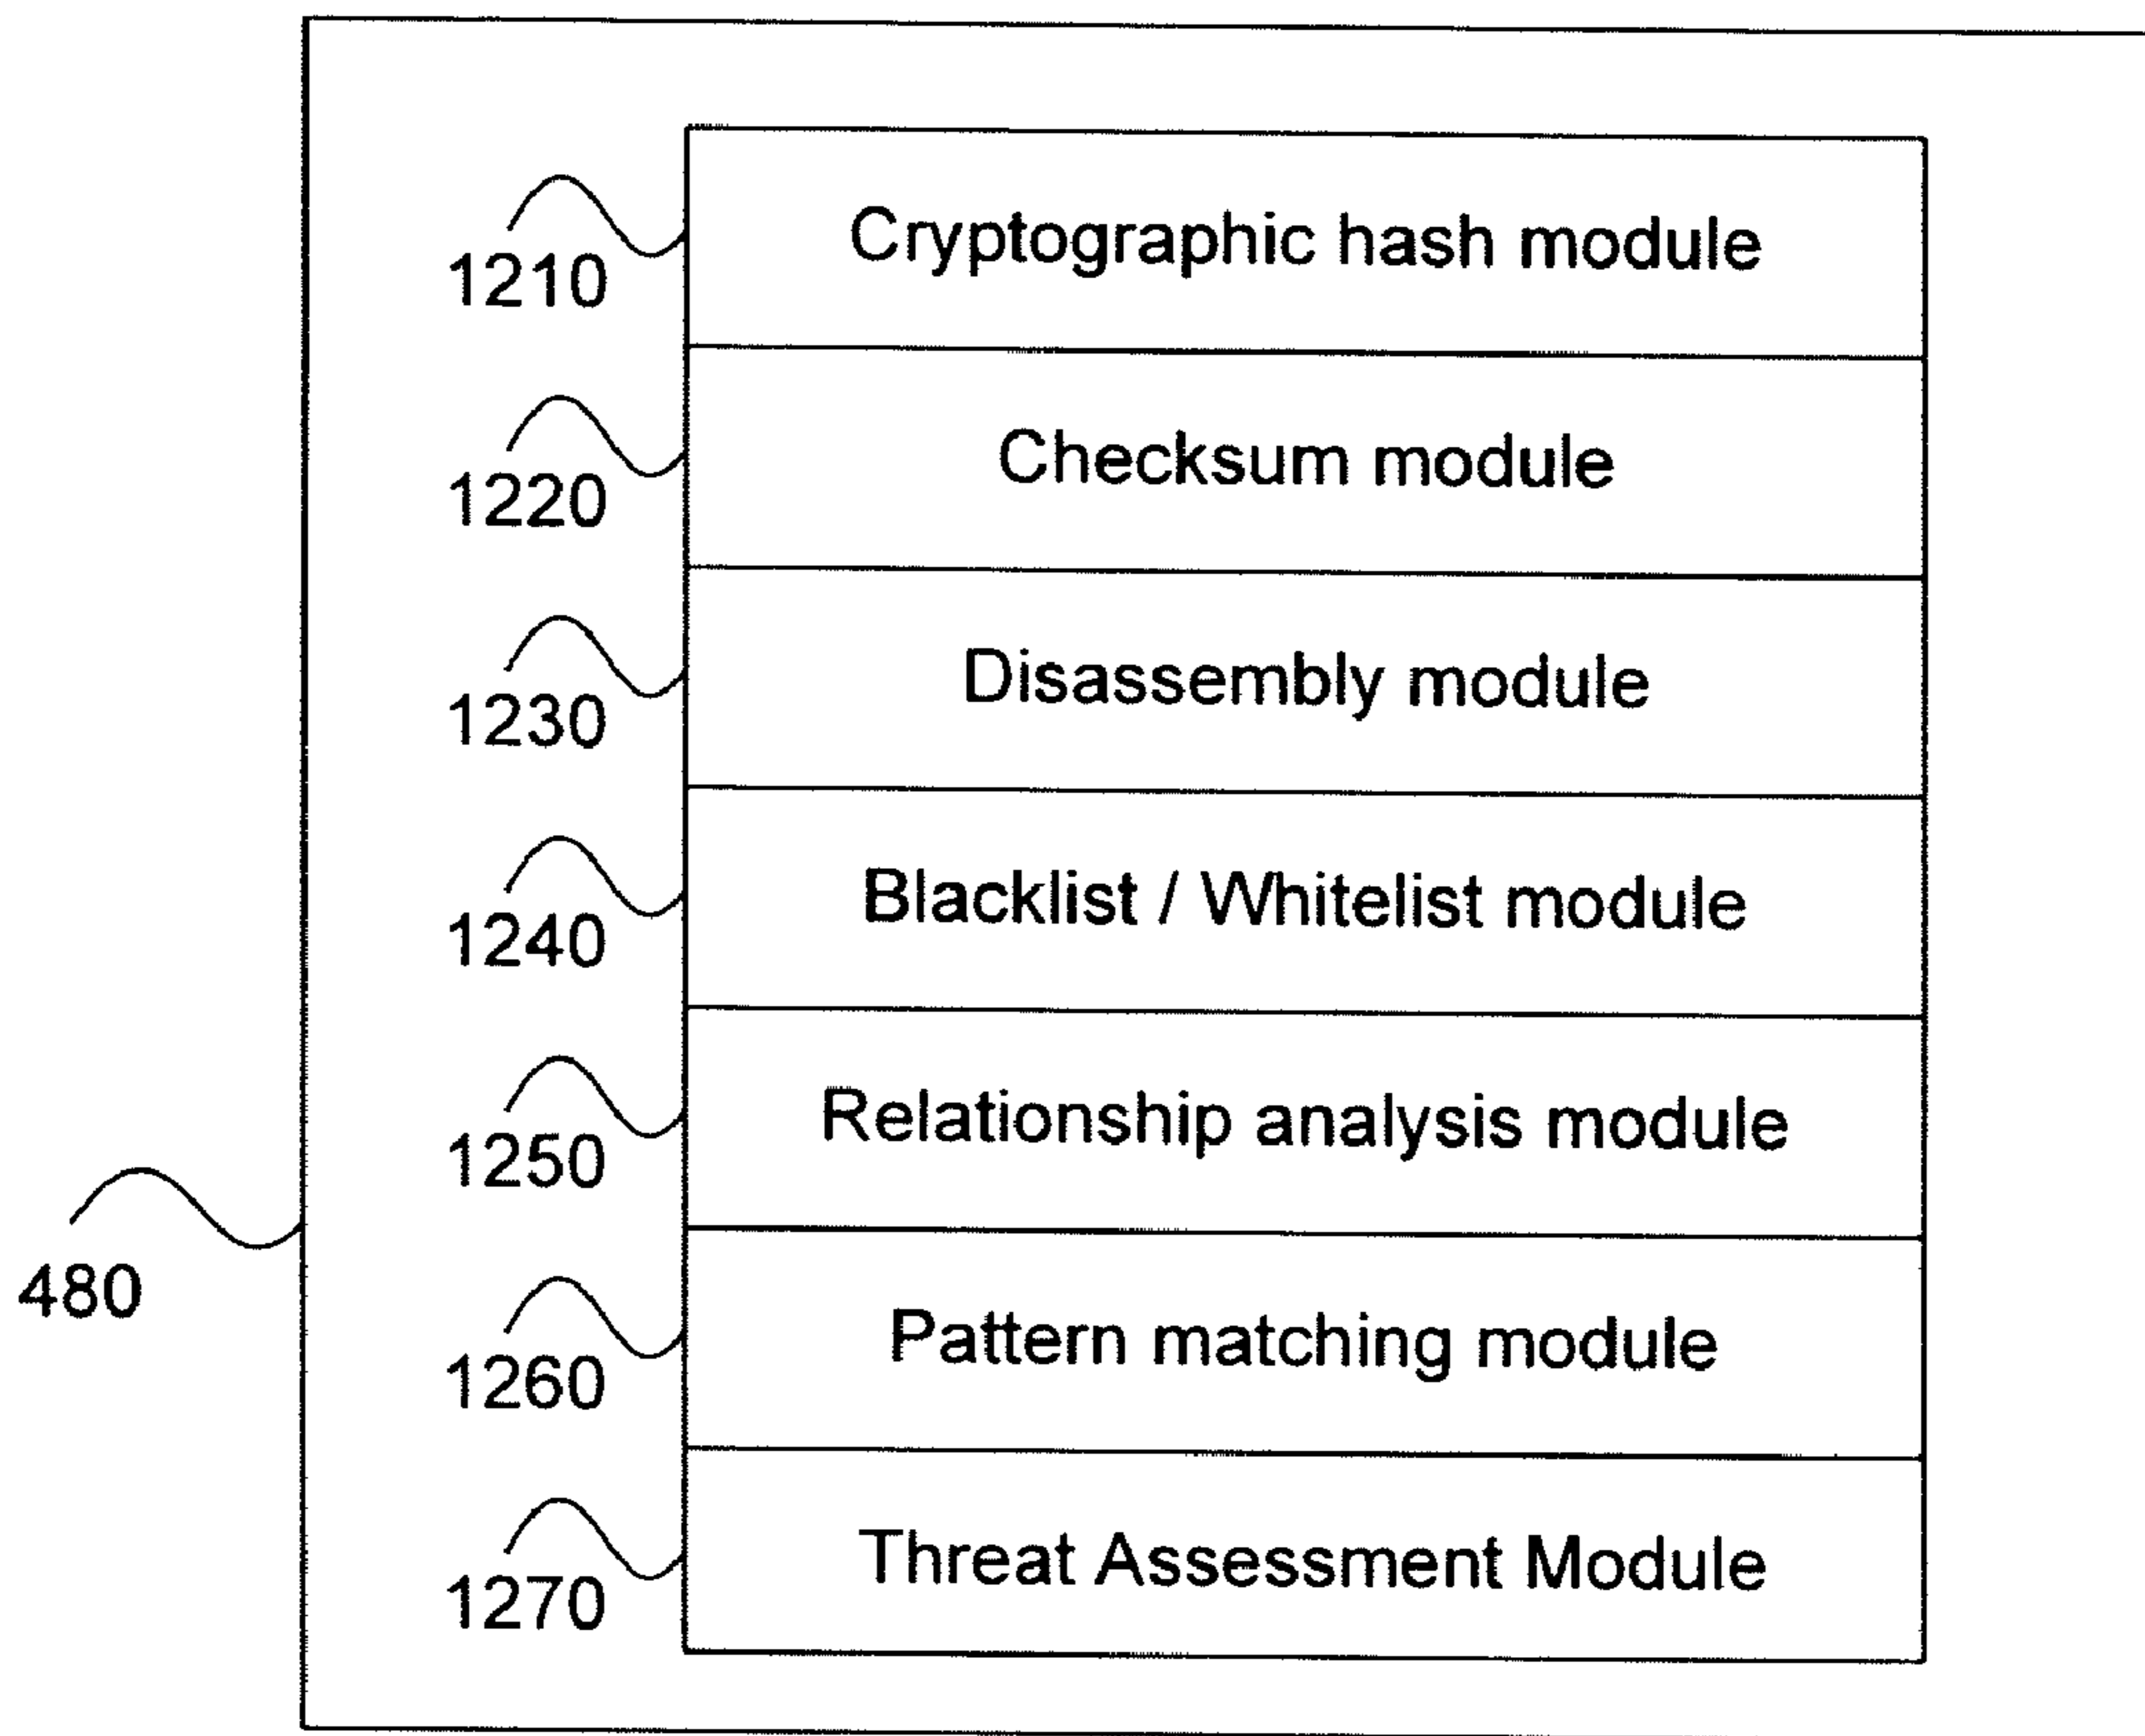 Cryptographic hash module
1210
Checksum module
1220
Disassembly module
1230
Blacklist / Whitelist module
1240
Relationship analysis module
1250
480
Pattern matching module
1260
Threat Assessment Module
1270